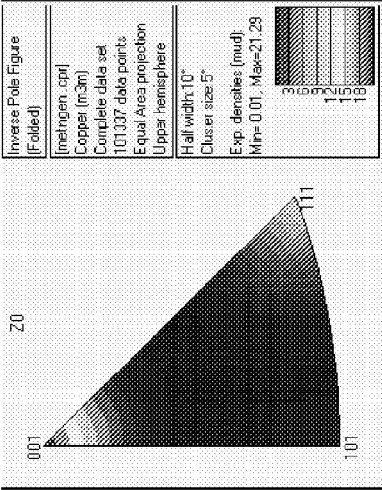 Inverse Pole Figure
(Folded)
[metngen.cpr]
Copper (m3m)
Complete data set
101337 data points
Equal Area projection
Upper hemisphere
Half width:10°
Cluster size:5°
Exp. densities (mud):
Min= 0.01, Max=21.29
3
6
9
12
15
18
Z0
001
111
101